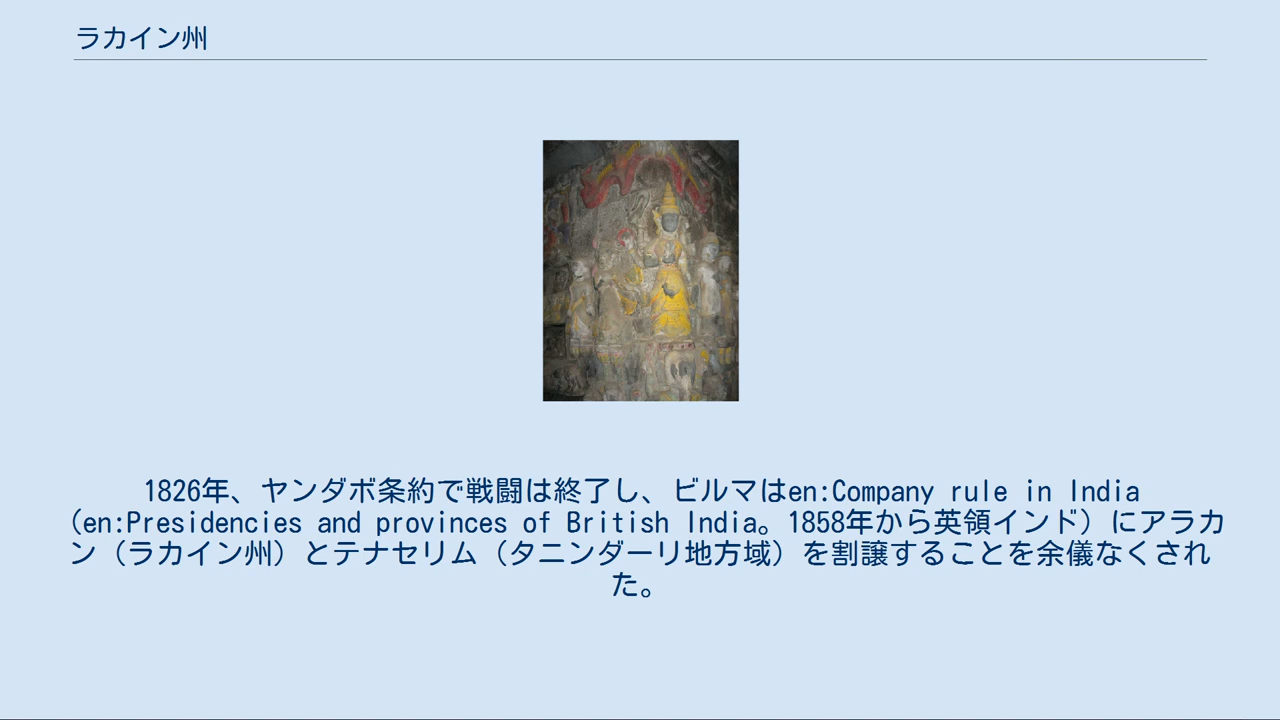 ラカイン州
1826年、ヤンダボ条約で戦闘は終了し、ビルマはen:Company rule in India
(en:Presidencies and provinces of British India。1858年から英領インド）にアラカ
ン（ラカイン州）とテナセリム（タニンダーリ地方域）を割譲することを余儀なくされ
た。